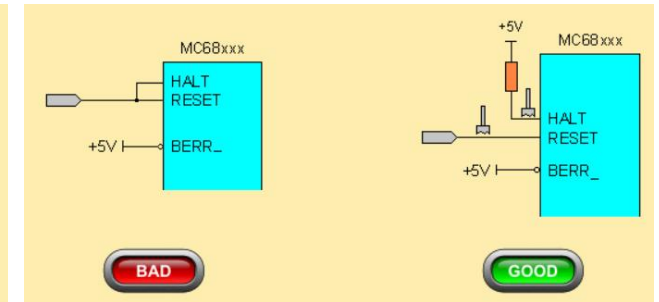 MC68xxx
HALT
RESET
+5V
BERR_
BAD
+5V
MC68xxx
HALT
RESET
+5V
BERR_
GOOD